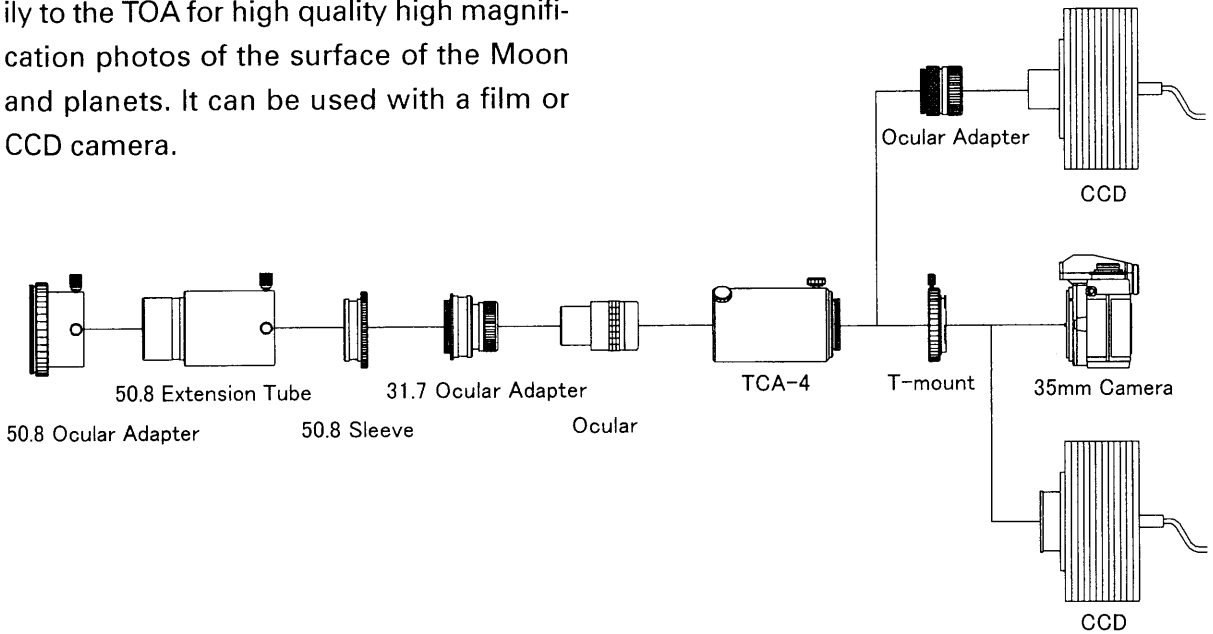 ily to the TOA for high quality high magnifi-
cation photos of the surface of the Moon
and planets. It can be used with a film or
CCD camera.
Ocular Adapter
CCD
50.8 Extension Tube
31.7 Ocular Adapter
TCA-4
T-mount
35mm Camera
50.8 Ocular Adapter
50.8 Sleeve
Ocular
CCD